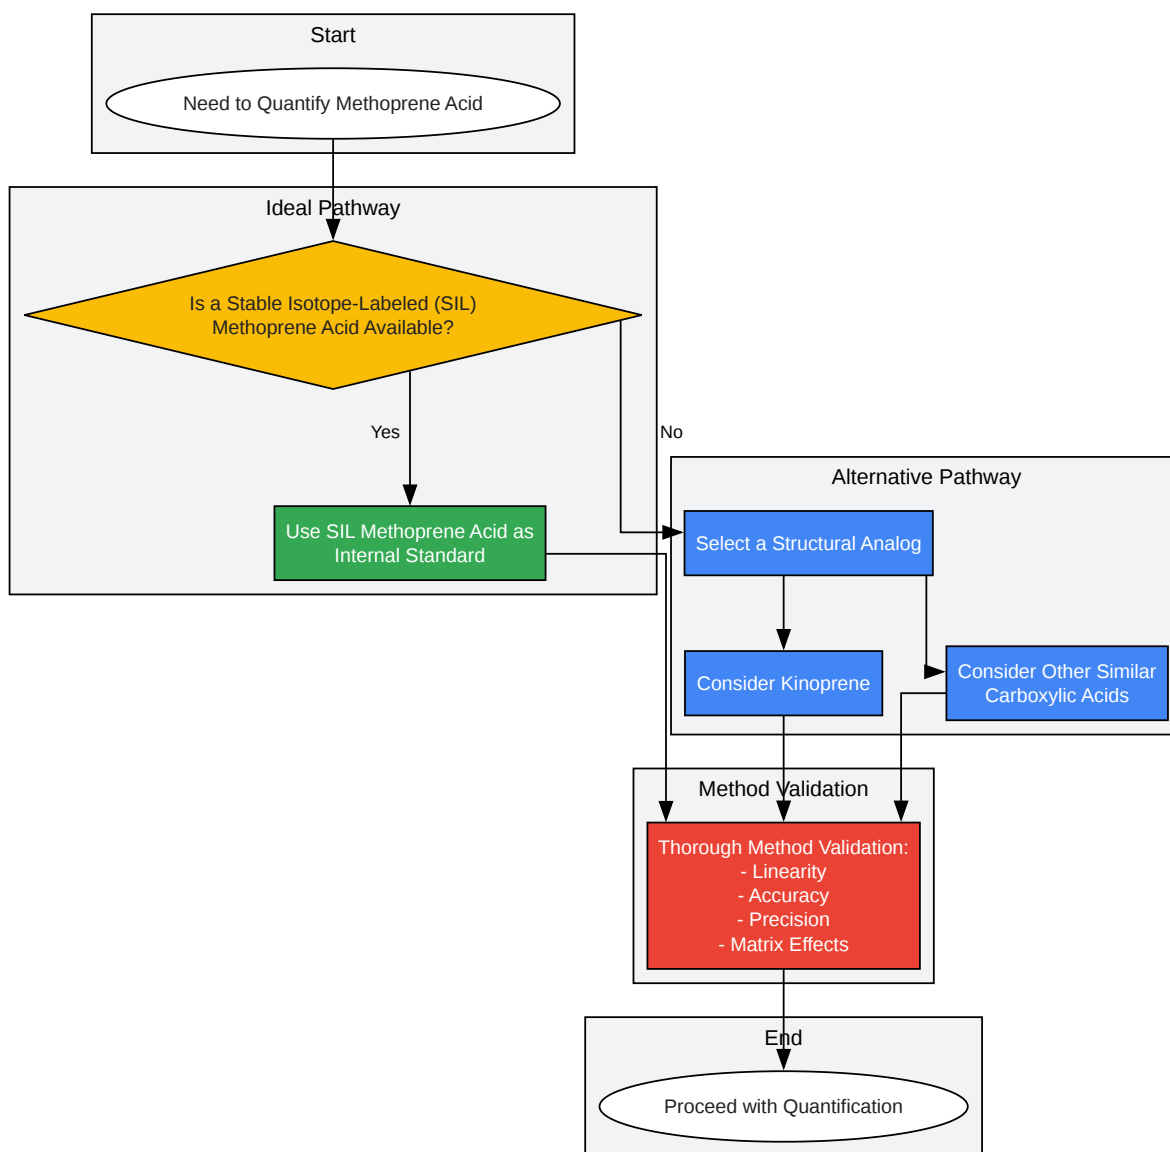 Start
Need to Quantify Methoprene Acid
Ideal Pathway
Is a Stable Isotope-Labeled (SIL)
Methoprene Acid Available?
Yes
No
Use SIL Methoprene Acid as
Internal Standard
Alternative Pathway
Select a Structural Analog
Consider Kinoprene
Consider Other Similar
Carboxylic Acids
Method Validation
Thorough Method Validation:
- Linearity
- Accuracy
- Precision
- Matrix Effects
End
Proceed with Quantification